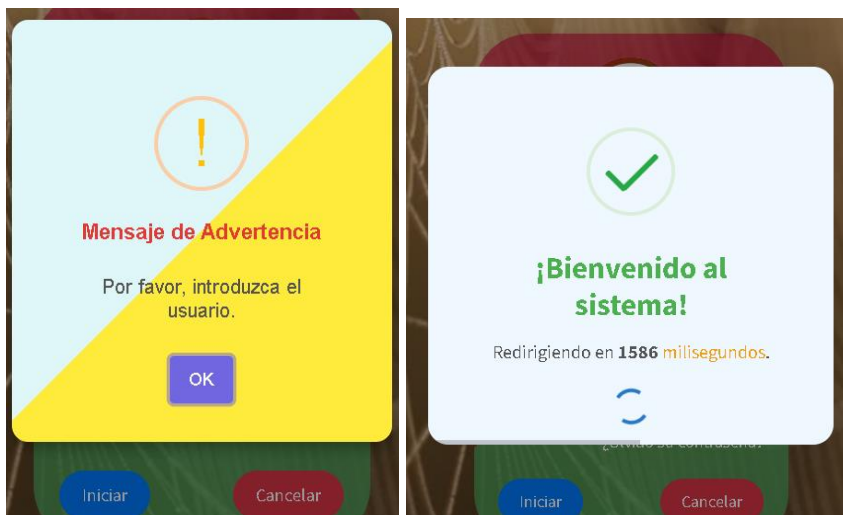 !
Mensaje de Advertencia
Por favor, introduzca el
usuario.
OK
Iniciar
Cancelar
¡Bienvenido al
sistema!
Redirigiendo en 1586 milisegundos.
Iniciar
Cancelar